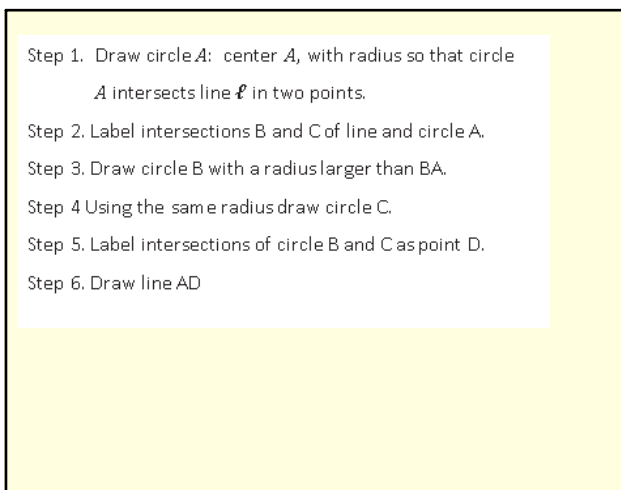 Step 1. Draw circle A: center A, with radius so that circle
A intersects line ℓ in two points.
Step 2. Label intersections B and C of line and circle A.
Step 3. Draw circle B with a radius larger than BA.
Step 4 Using the same radius draw circle C.
Step 5. Label intersections of circle B and C as point D.
Step 6. Draw line AD